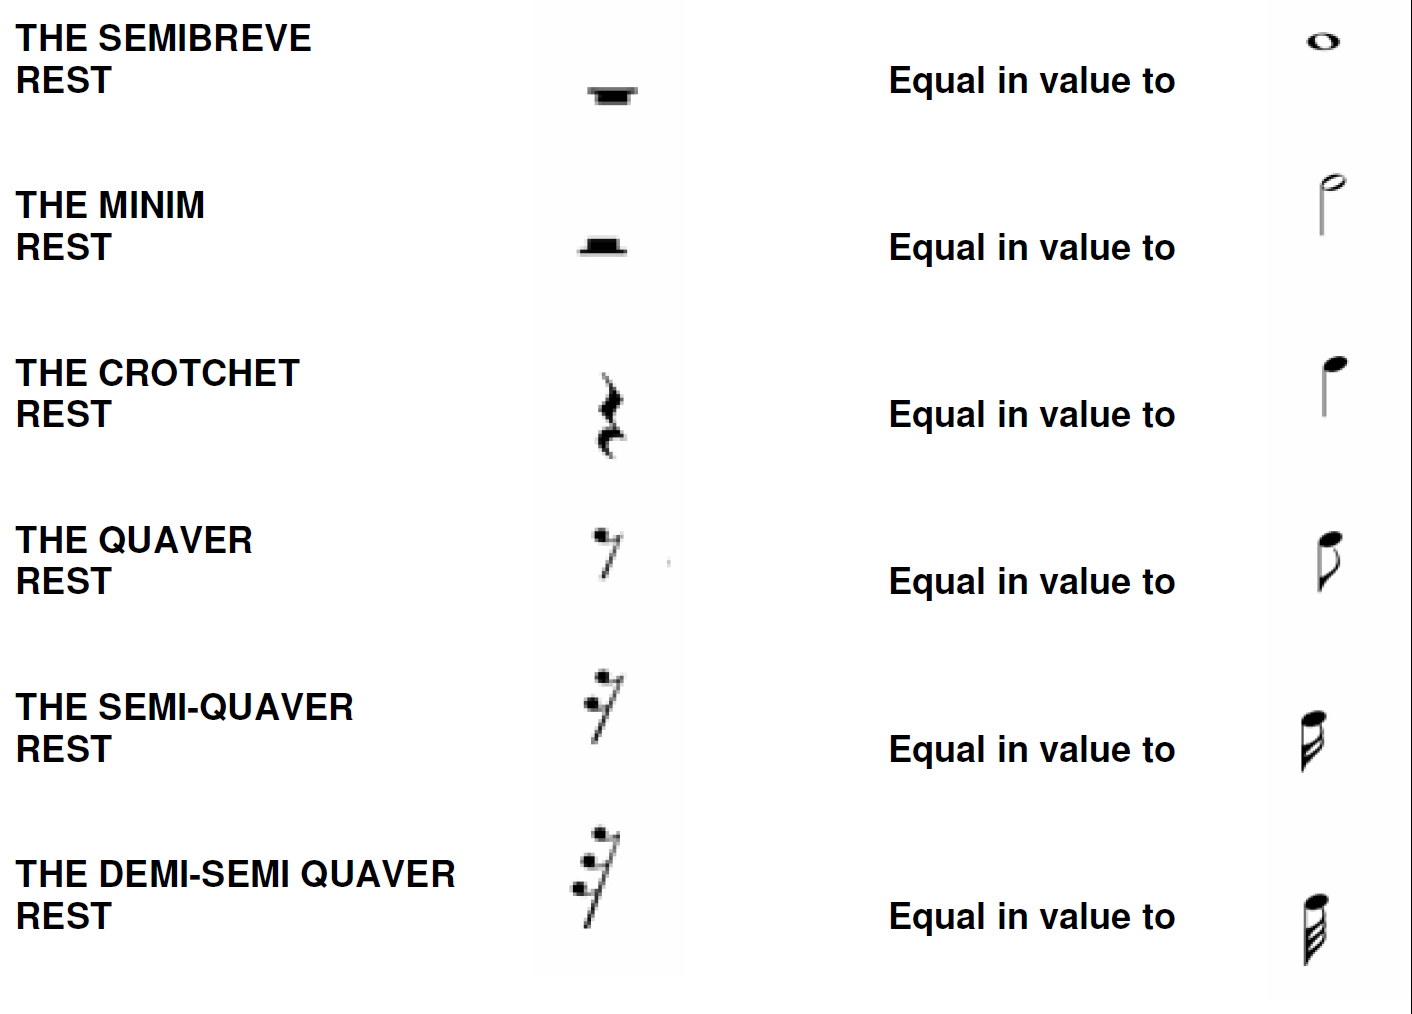 THE SEMIBREVE
REST
Equal in value to
THE MINIM
REST
Equal in value to
THE CROTCHET
REST
Equal in value to
THE QUAVER
REST
Equal in value to
THE SEMI-QUAVER
REST
Equal in value to
THE DEMI-SEMI QUAVER
REST
Equal in value to